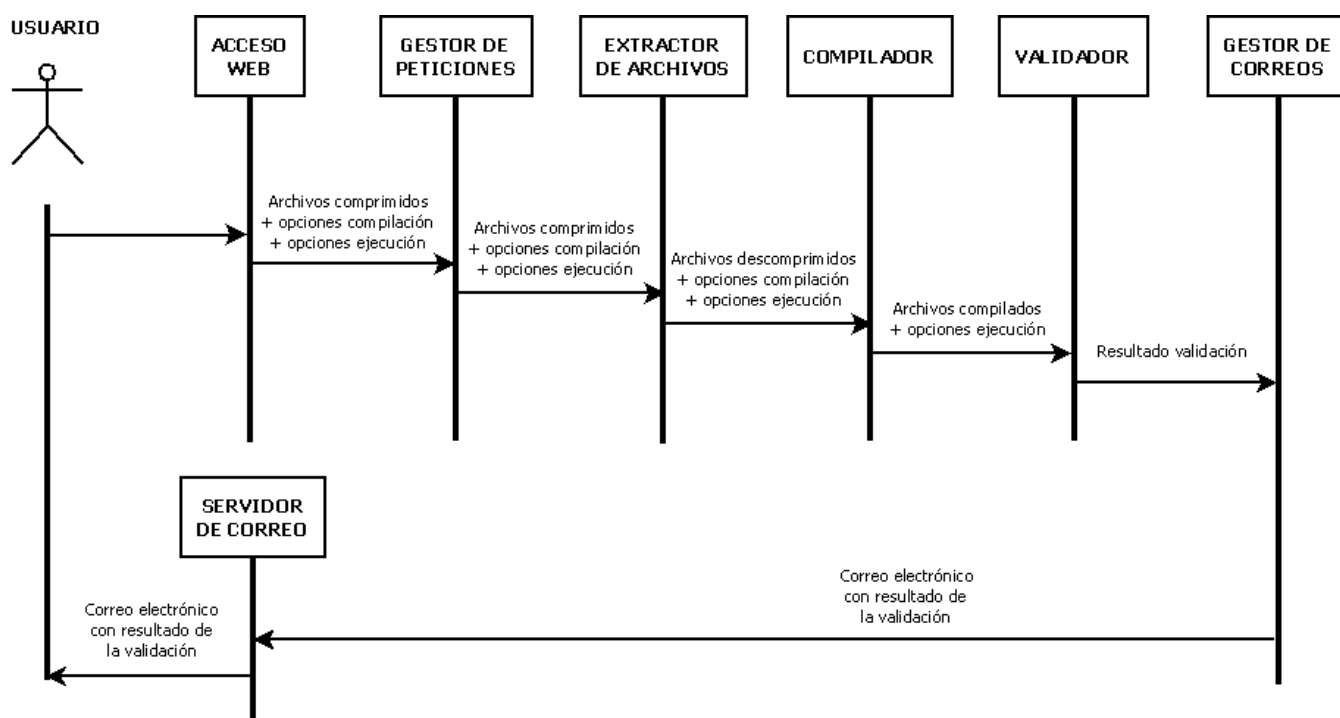 USUARIO
ACCESO
WEB
GESTOR DE
PETICIONES
EXTRACTOR
DE ARCHIVOS
COMPILADOR
VALIDADOR
GESTOR DE
CORREOS
Archivos comprimidos
+ opciones compilación
+ opciones ejecución
Archivos comprimidos
+ opciones compilación
+ opciones ejecución
Archivos descomprimidos
+ opciones compilación
+ opciones ejecución
Archivos compilados
+ opciones ejecución
Resultado validación
SERVIDOR
DE CORREO
Correo electrónico
con resultado de
la validación
Correo electrónico
con resultado de
la validación